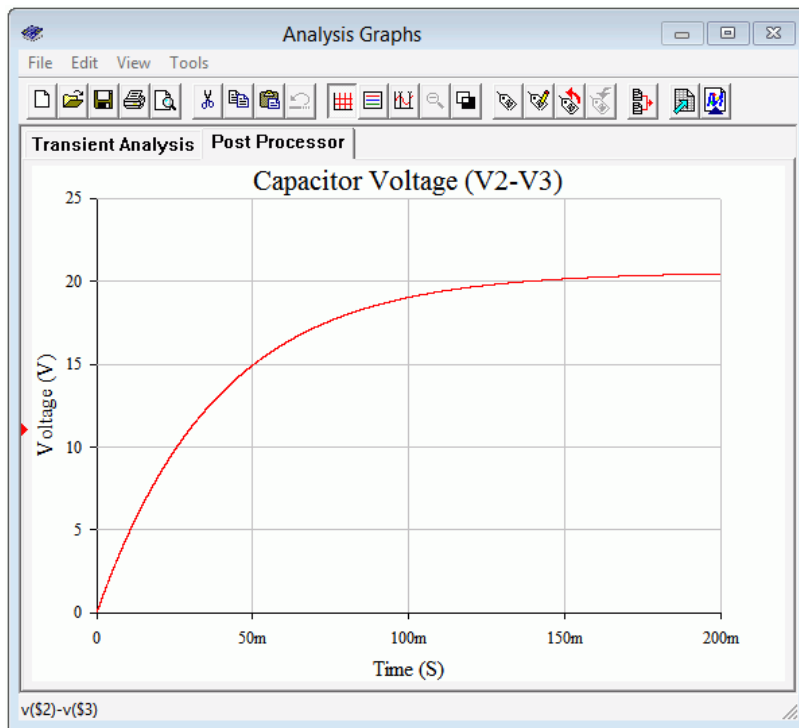 Analysis Graphs
File Edit View Tools
Transient Analysis Post Processor
Capacitor Voltage (V2-V3)
25
20
15
10
5
0
Voltage (V)
0 50m 100m 150m 200m
Time (S)
v($2)-v($3)